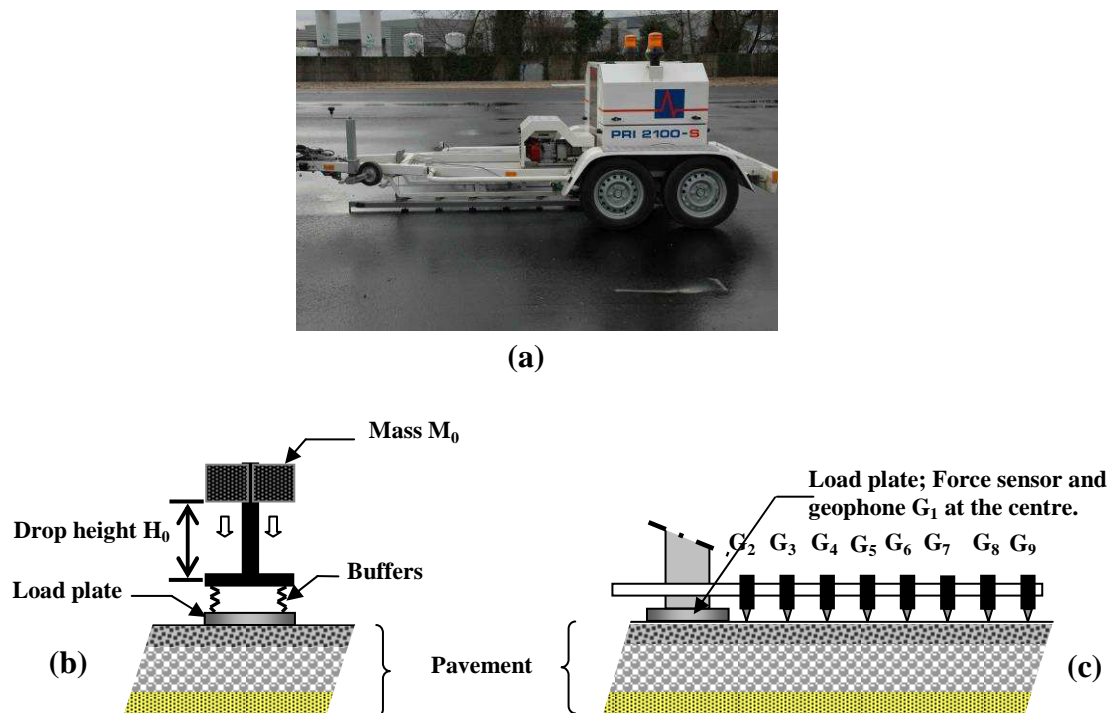 PRI 2100-S
(a)
Mass M₀
Drop height H₀
Buffers
Load plate
(b)
Pavement
Load plate; Force sensor and
geophone G₁ at the centre.
G₂ G₃ G₄ G₅ G₆ G₇ G₈ G₉
(c)